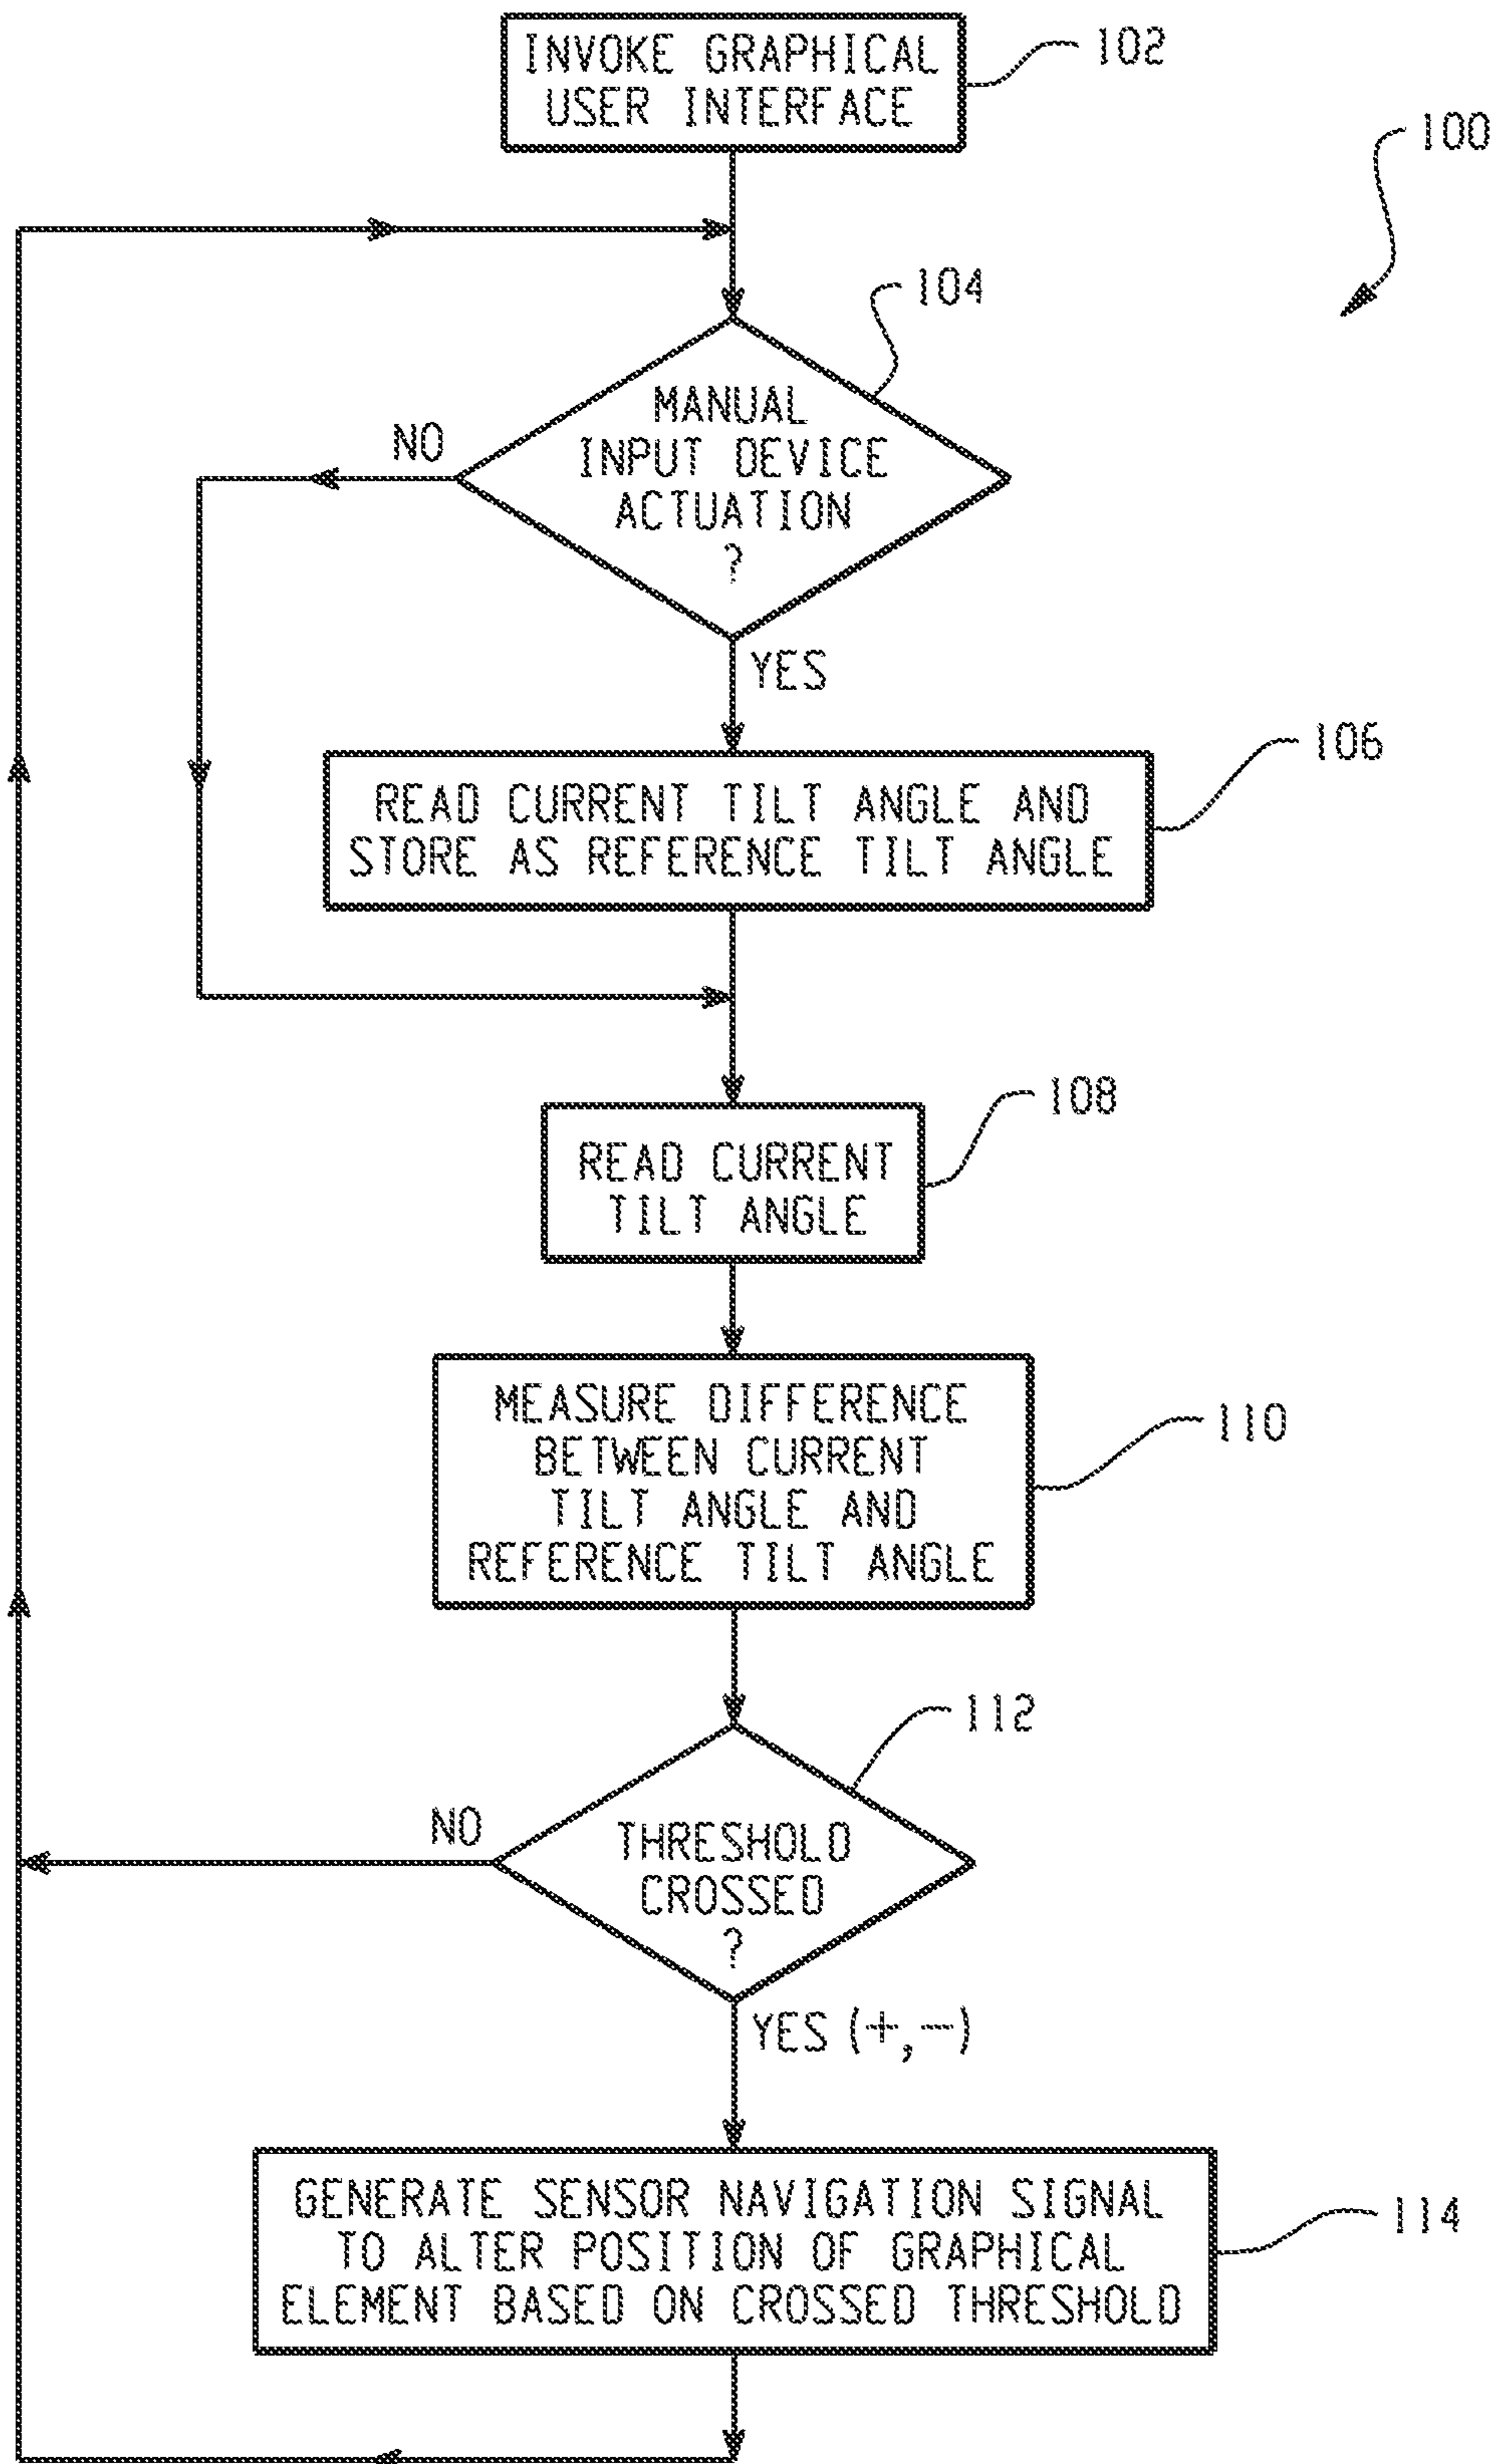 INVOKE GRAPHICAL
USER INTERFACE
102
100
104
MANUAL
INPUT DEVICE
ACTUATION
?
NO
YES
106
READ CURRENT TILT ANGLE AND
STORE AS REFERENCE TILT ANGLE
108
READ CURRENT
TILT ANGLE
MEASURE DIFFERENCE
BETWEEN CURRENT
TILT ANGLE AND
REFERENCE TILT ANGLE
110
112
NO
THRESHOLD
CROSSED
?
YES (+,-)
GENERATE SENSOR NAVIGATION SIGNAL
TO ALTER POSITION OF GRAPHICAL
ELEMENT BASED ON CROSSED THRESHOLD
114